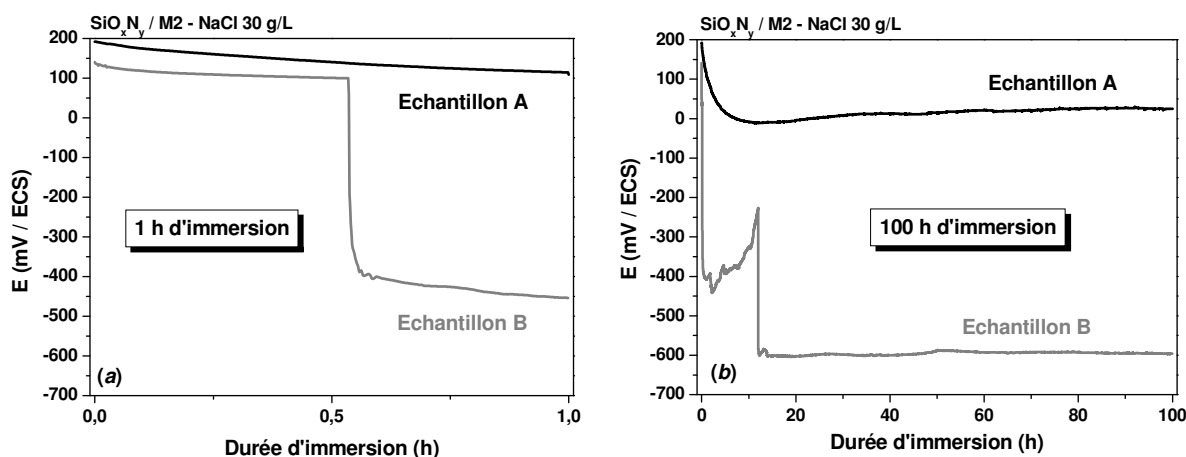 SiOxNy / M2 - NaCl 30 g/L
200
100
0
-100
-200
-300
-400
-500
-600
-700
E (mV / ECS)
Echantillon A
1 h d'immersion
Echantillon B
(a)
0,0
0,5
1,0
Durée d'immersion (h)
SiOxNy / M2 - NaCl 30 g/L
200
100
0
-100
-200
-300
-400
-500
-600
-700
E (mV / ECS)
Echantillon A
100 h d'immersion
Echantillon B
(b)
0
20
40
60
80
100
Durée d'immersion (h)